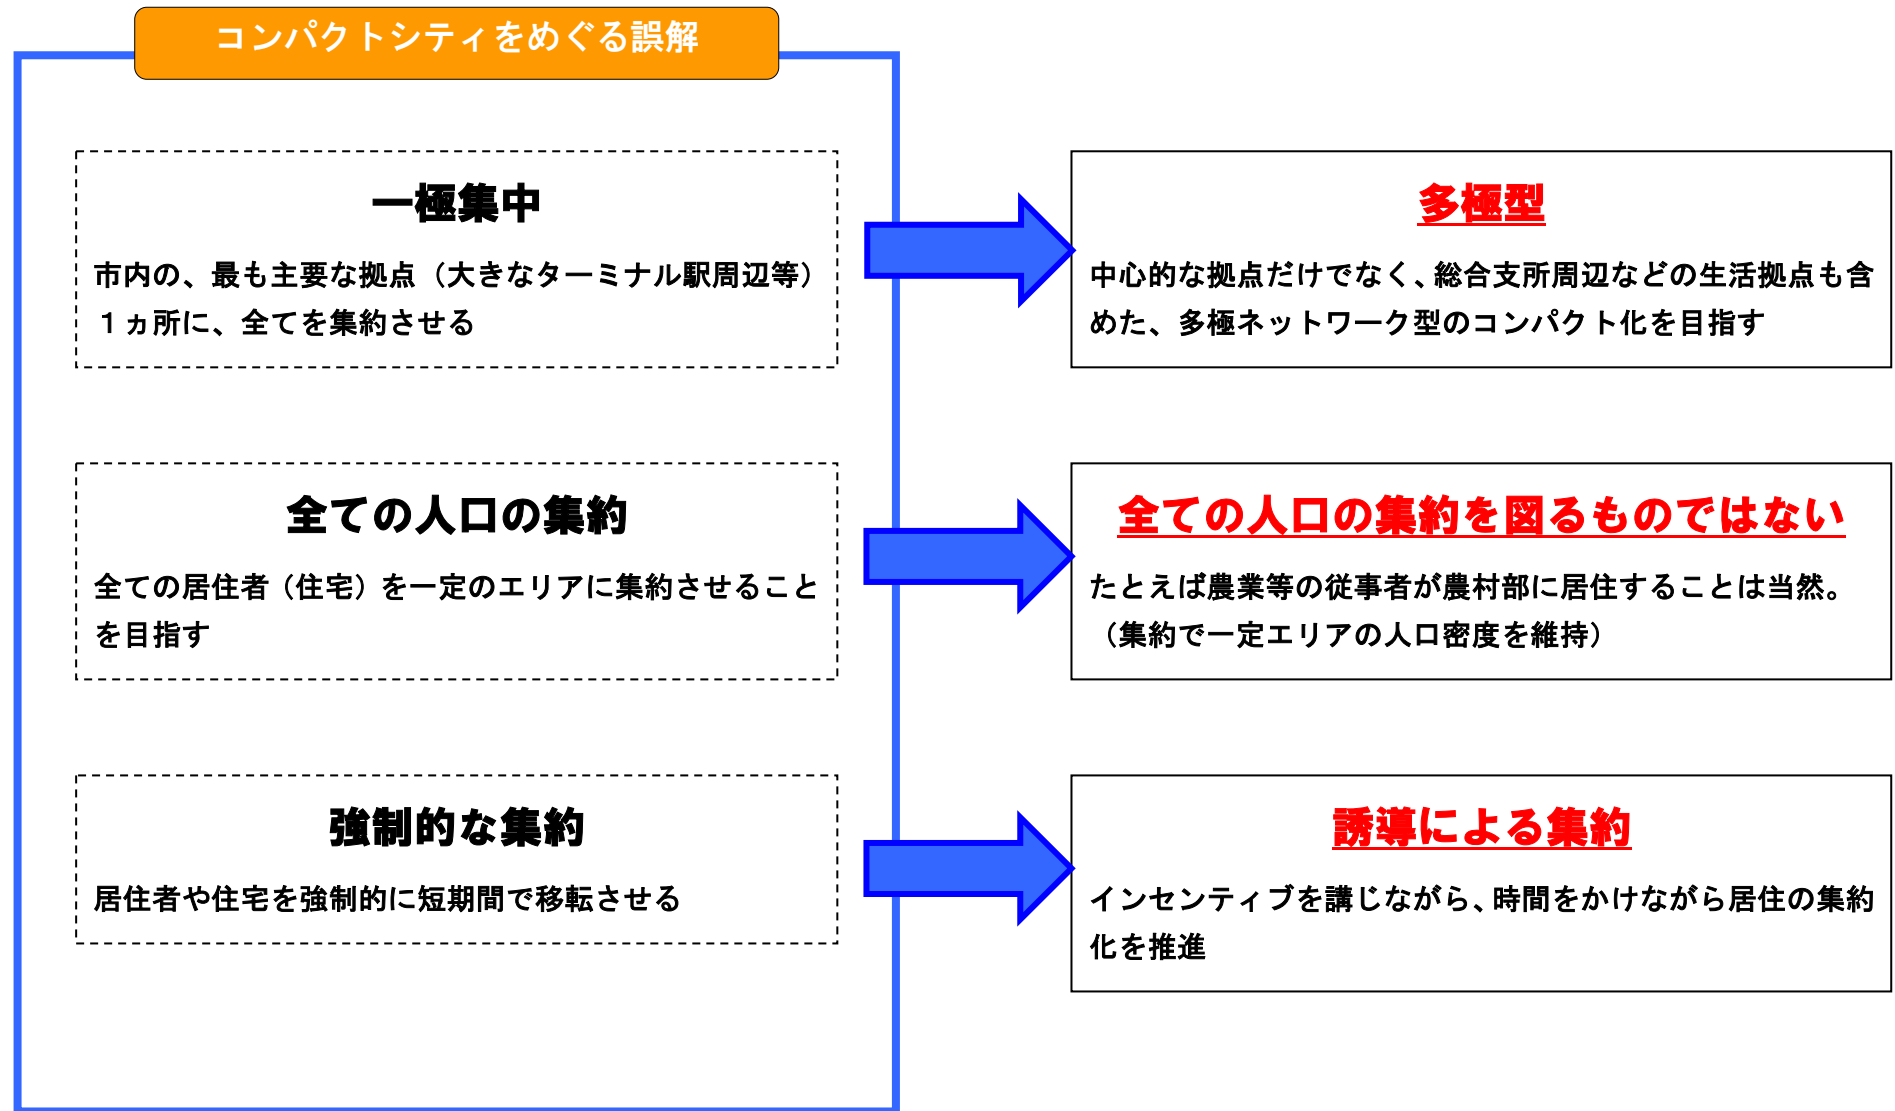 コンパクトシティをめぐる誤解
一極集中
市内の、最も主要な拠点（大きなターミナル駅周辺等）
１ヵ所に、全てを集約させる
多極型
中心的な拠点だけでなく、総合支所周辺などの生活拠点も含
めた、多極ネットワーク型のコンパクト化を目指す
全ての人口の集約
全ての居住者（住宅）を一定のエリアに集約させること
を目指す
全ての人口の集約を図るものではない
たとえば農業等の従事者が農村部に居住することは当然。
（集約で一定エリアの人口密度を維持）
強制的な集約
居住者や住宅を強制的に短期間で移転させる
誘導による集約
インセンティブを講じながら、時間をかけながら居住の集約
化を推進